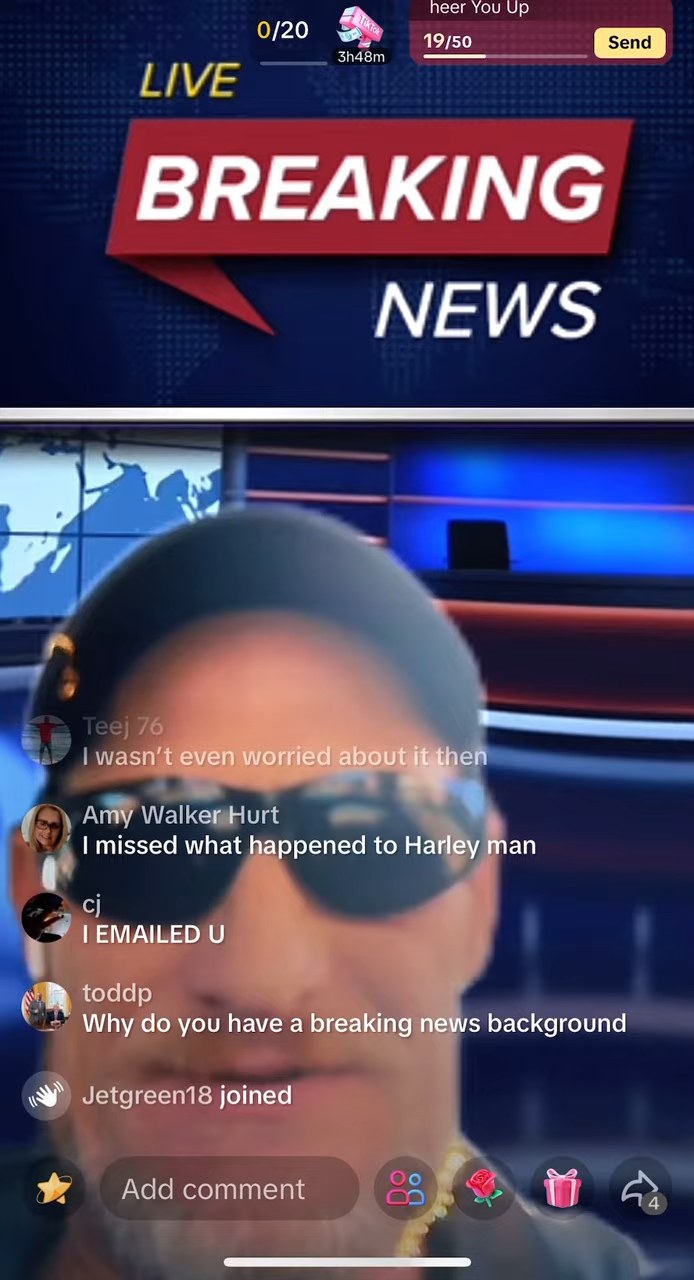 heer You Up
0/20
TikTok
3h48m
19/50
Send
LIVE
BREAKING
NEWS
Teej 76
I wasn't even worried about it then
Amy Walker Hurt
I missed what happened to Harley man
cj
I EMAILED U
toddp
Why do you have a breaking news background
Jetgreen18 joined
Add comment
4